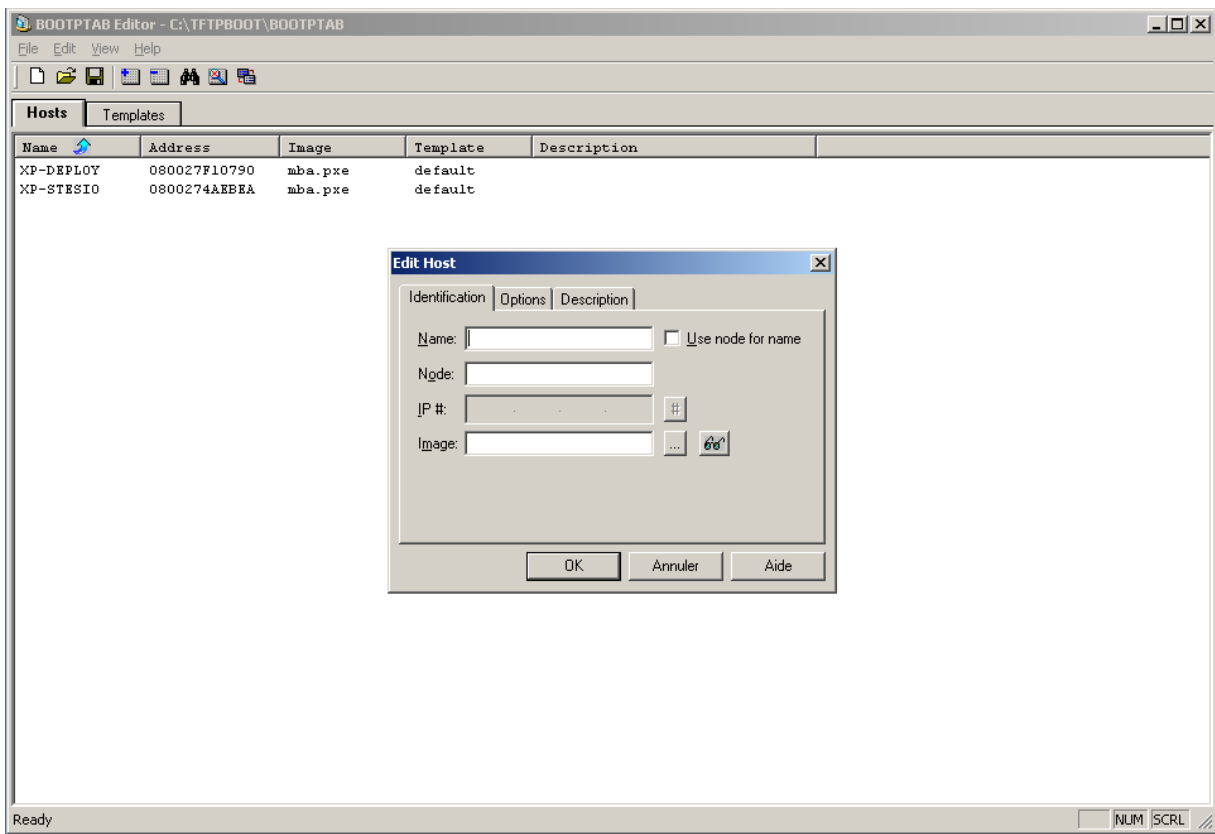 BOOTPTAB Editor - C:\TFTPBOOT\BOOTPTAB
File Edit View Help
Hosts Templates
Name Address Image Template Description
XP-DEPLOY 080027F10790 mba.pxe default
XP-STESIO 0800274AEBEA mba.pxe default
Edit Host
Identification Options Description
Name: Use node for name
Node:
IP #: . . . #
Image: ...
OK Annuler Aide
Ready NUM SCRL